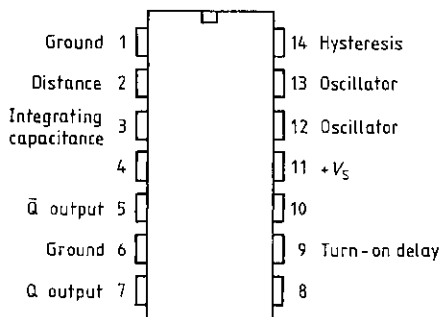 Ground 1
14 Hysteresis
Distance 2
13 Oscillator
Integrating
capacitance 3
12 Oscillator
4
11 +Vs
Q̄ output 5
10
Ground 6
9 Turn-on delay
Q output 7
8